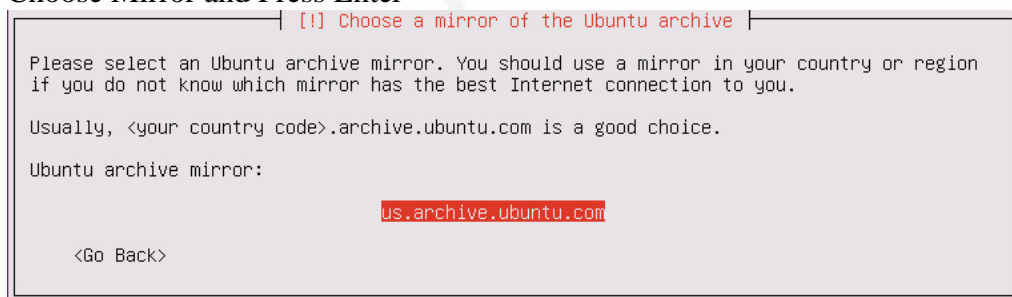 Choose Mirror and Press Enter
[!] Choose a mirror of the Ubuntu archive
Please select an Ubuntu archive mirror. You should use a mirror in your country or region
if you do not know which mirror has the best Internet connection to you.
Usually, <your country code>.archive.ubuntu.com is a good choice.
Ubuntu archive mirror:
us.archive.ubuntu.com
<Go Back>